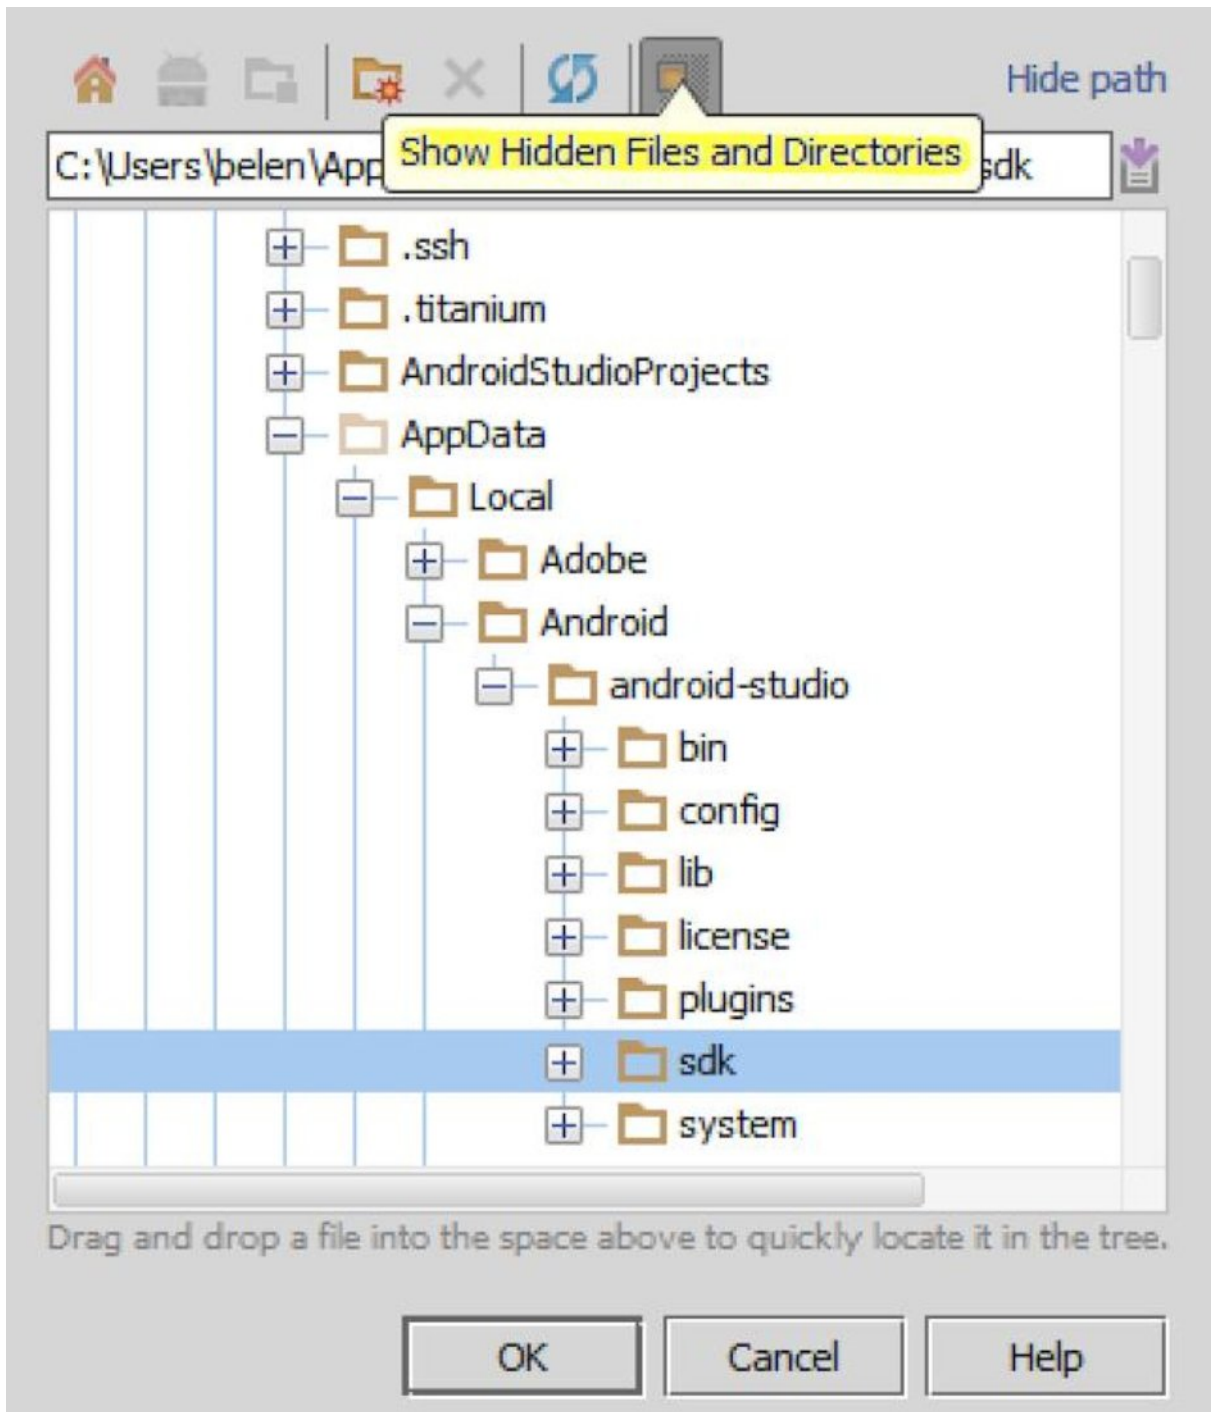 Hide path
C:\Users\belen\App
Show Hidden Files and Directories
sdk
.ssh
.titanium
AndroidStudioProjects
AppData
Local
Adobe
Android
android-studio
bin
config
lib
license
plugins
sdk
system
Drag and drop a file into the space above to quickly locate it in the tree.
OK Cancel Help